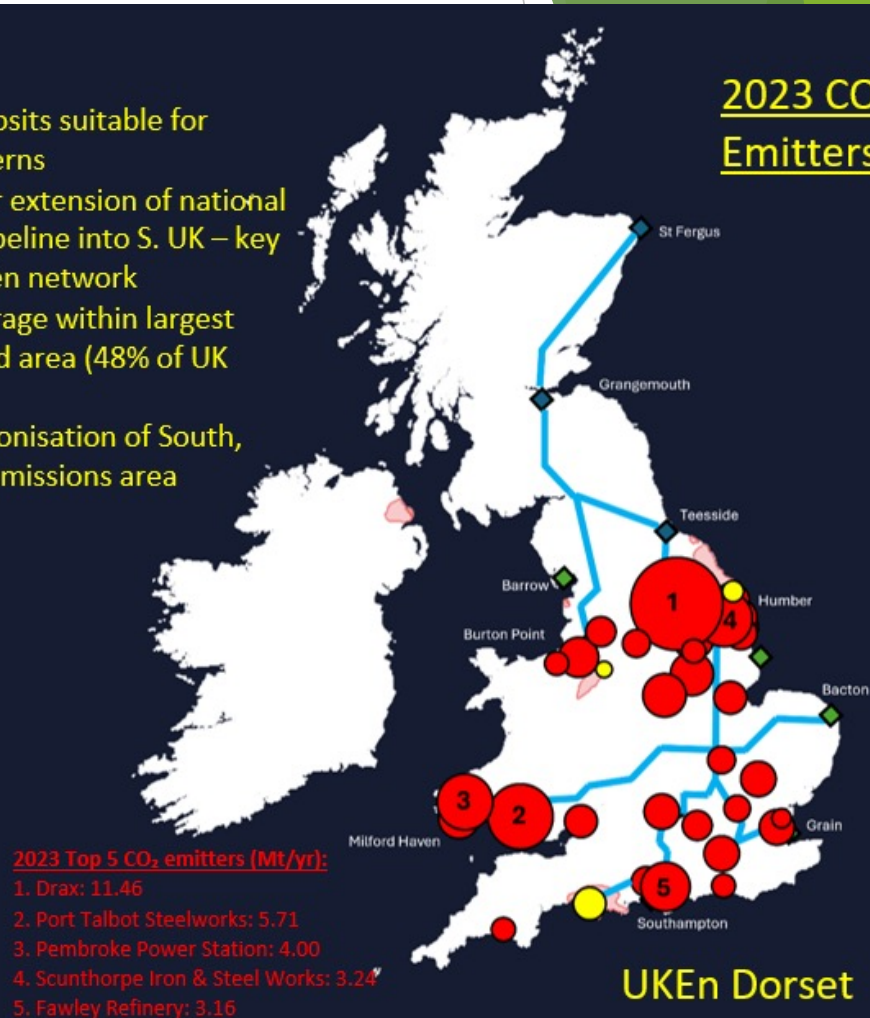 osits suitable for
erns
r extension of national
peline into S. UK – key
en network
rage within largest
d area (48% of UK
onisation of South,
missions area
2023 CO
Emitters
St Fergus
Grangemouth
Teesside
Barrow
Humber
1
4
Burton Point
Bacton
3
2
Milford Haven
Grain
5
Southampton
2023 Top 5 CO₂ emitters (Mt/yr):
1. Drax: 11.46
2. Port Talbot Steelworks: 5.71
3. Pembroke Power Station: 4.00
4. Scunthorpe Iron & Steel Works: 3.24
5. Fawley Refinery: 3.16
UKEn Dorset